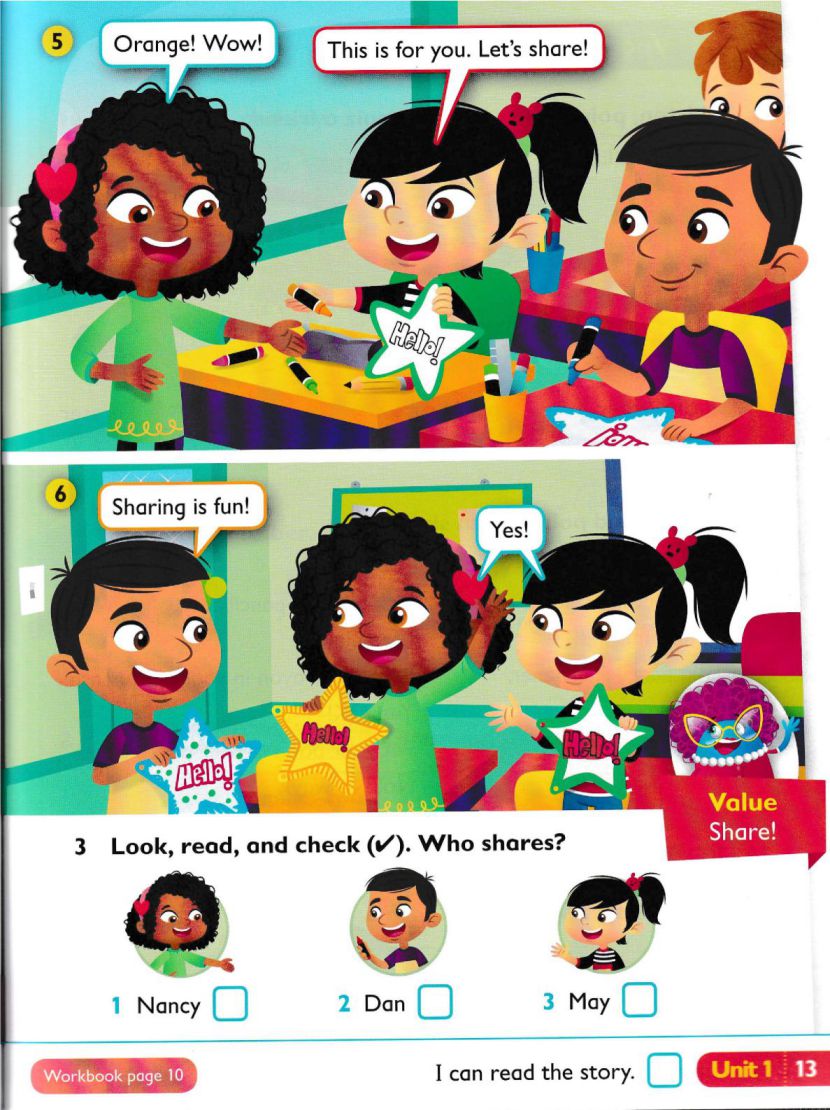 5
Orange! Wow!
This is for you. Let's share!
Hello!
6
Sharing is fun!
Yes!
Hello!
Hello!
Hello!
Value
Share!
3 Look, read, and check (✔). Who shares?
1 Nancy
2 Dan
3 May
Workbook page 10
I can read the story.
Unit 1 13